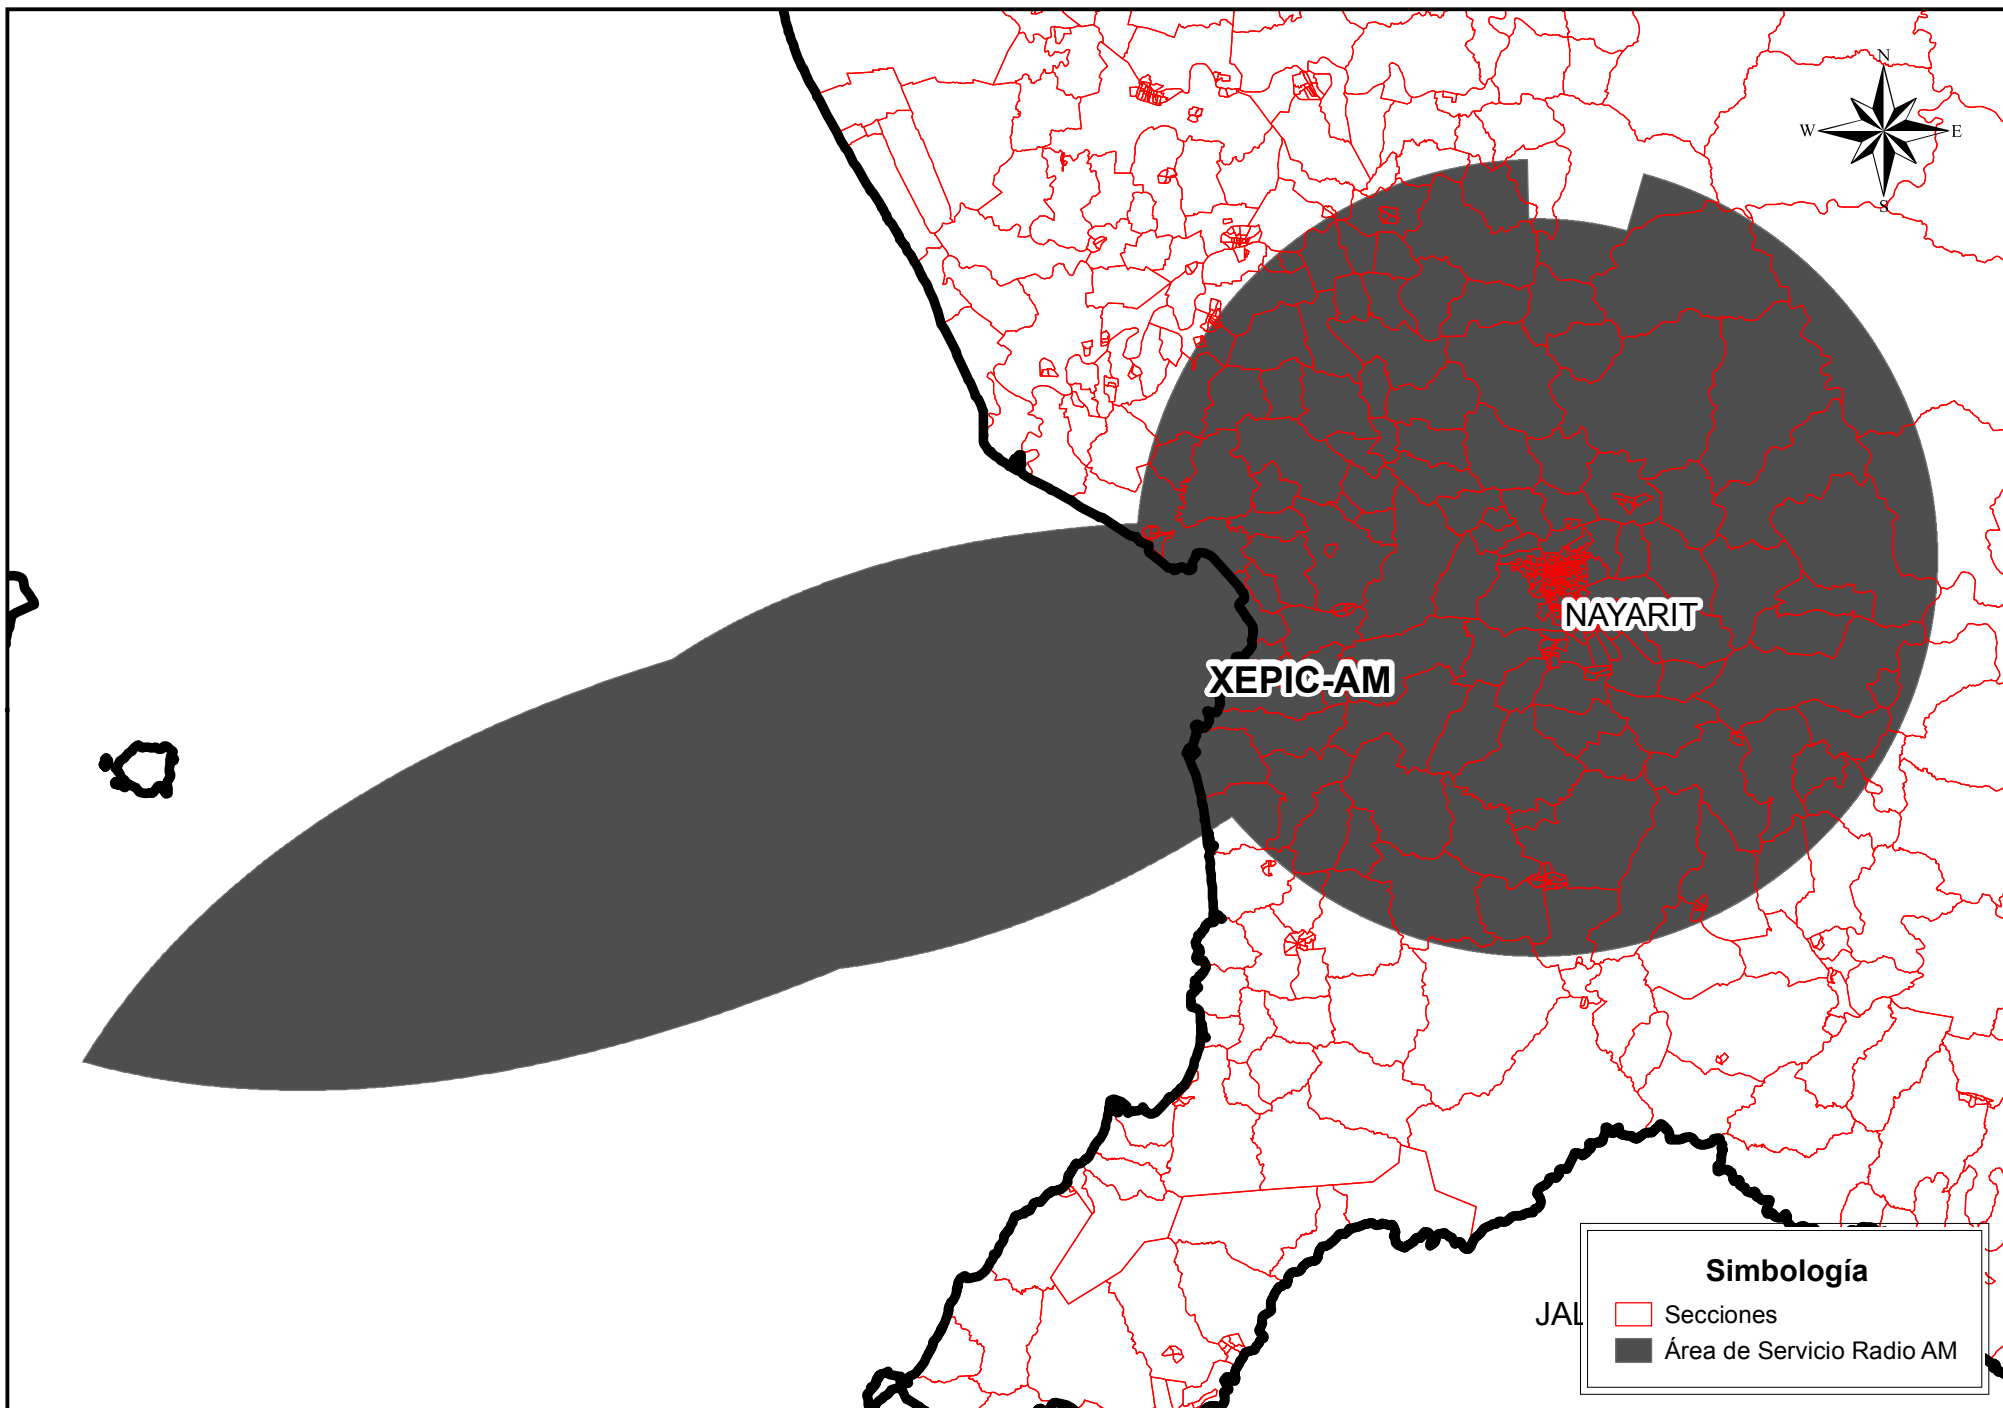 N
W E
S
NAYARIT
XEPIC-AM
Simbología
JAL
Secciones
Área de Servicio Radio AM